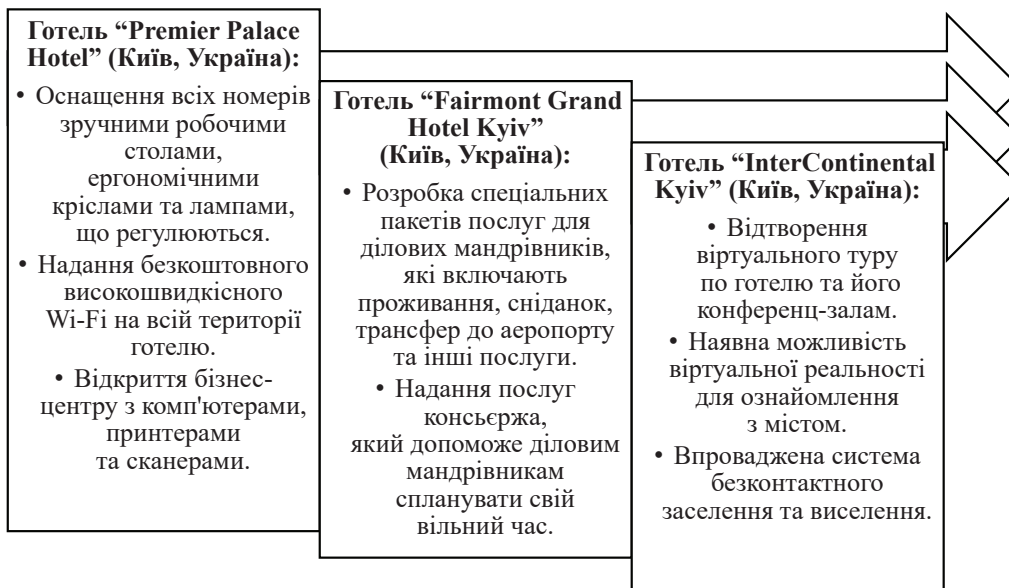 Готель “Premier Palace
Hotel” (Київ, Україна):
• Оснащення всіх номерів
зручними робочими
столами,
ергономічними
кріслами та лампами,
що регулюються.
• Надання безкоштовного
високошвидкісного
Wi-Fi на всій території
готелю.
• Відкриття бізнес-
центру з комп'ютерами,
принтерами
та сканерами.
Готель “Fairmont Grand
Hotel Kyiv”
(Київ, Україна):
• Розробка спеціальних
пакетів послуг для
ділових мандрівників,
які включають
проживання, сніданок,
трансфер до аеропорту
та інші послуги.
• Надання послуг
консьєржа,
який допоможе діловим
мандрівникам
спланувати свій
вільний час.
Готель “InterContinental
Kyiv” (Київ, Україна):
• Відтворення
віртуального туру
по готелю та його
конференц-залам.
• Наявна можливість
віртуальної реальності
для ознайомлення
з містом.
• Впроваджена система
безконтактного
заселення та виселення.